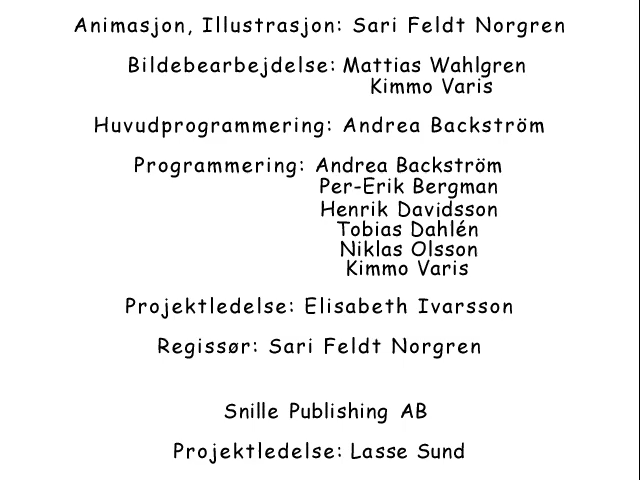 Animasjon, Illustrasjon: Sari Feldt Norgren
Bildebearbejdelse: Mattias Wahlgren
Kimmo Varis
Huvudprogrammering: Andrea Backström
Programmering: Andrea Backström
Per-Erik Bergman
Henrik Davidsson
Tobias Dahlén
Niklas Olsson
Kimmo Varis
Projektledelse: Elisabeth Ivarsson
Regissør: Sari Feldt Norgren
Snille Publishing AB
Projektledelse: Lasse Sund